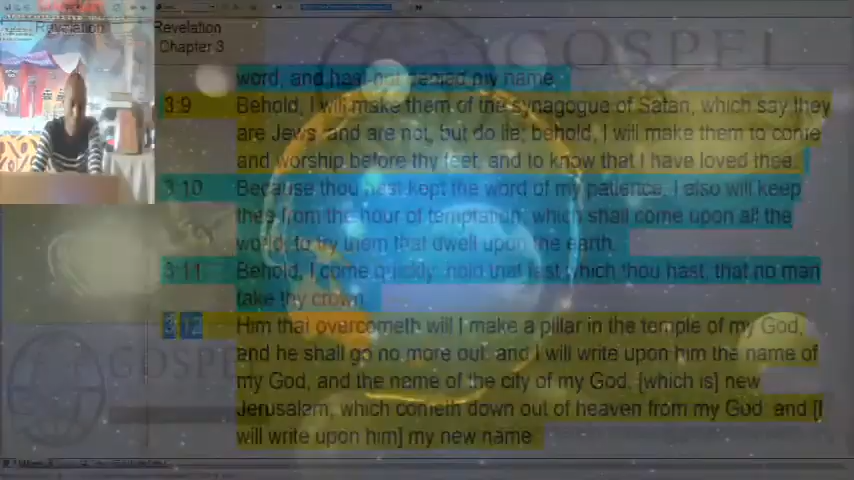 Revelation
Revelation
Chapter 3
GOSPEL
word, and hast not denied my name.
3:9 Behold, I will make them of the synagogue of Satan, which say they
are Jews, and are not, but do lie; behold, I will make them to come
and worship before thy feet, and to know that I have loved thee.
3:10 Because thou hast kept the word of my patience, I also will keep
thee from the hour of temptation, which shall come upon all the
world, to try them that dwell upon the earth.
3:11 Behold, I come quickly: hold that fast which thou hast, that no man
take thy crown.
3:12 Him that overcometh will I make a pillar in the temple of my God,
and he shall go no more out: and I will write upon him the name of
my God, and the name of the city of my God, [which is] new
Jerusalem, which cometh down out of heaven from my God: and [I
will write upon him] my new name.
GOSPEL